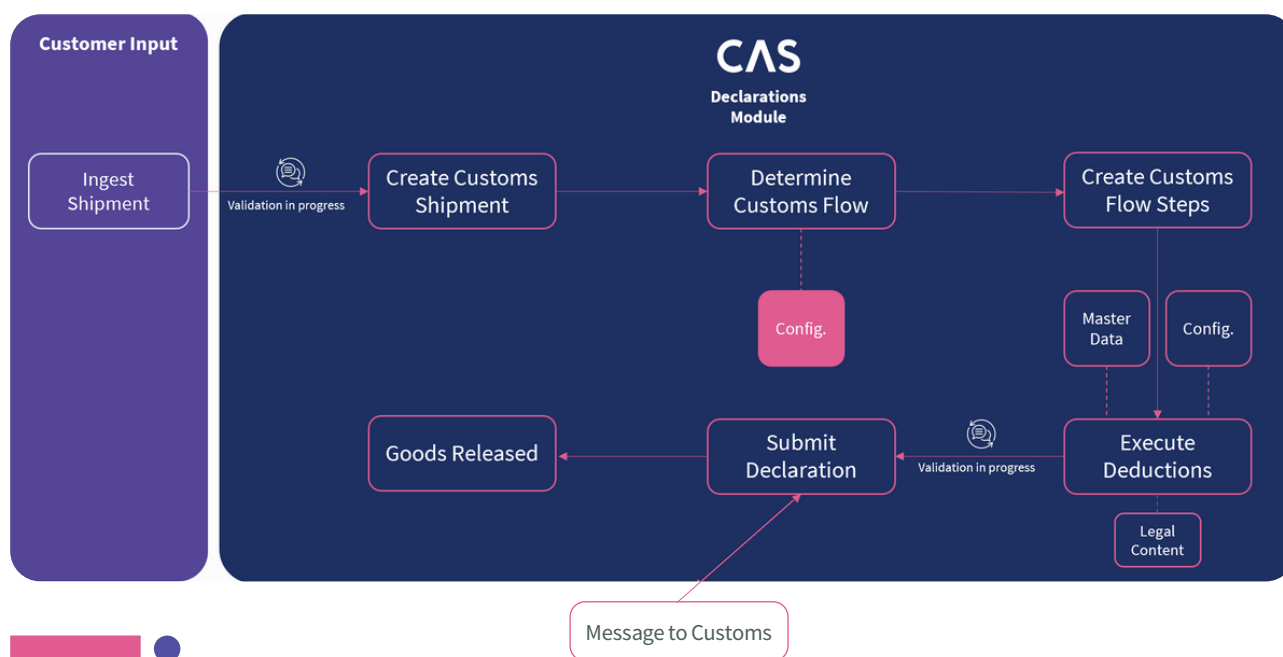 Customer Input
CAS
Declarations
Module
Ingest
Shipment
Validation in progress
Create Customs
Shipment
Determine
Customs Flow
Create Customs
Flow Steps
Config.
Master
Data
Config.
Goods Released
Submit
Declaration
Validation in progress
Execute
Deductions
Legal
Content
Message to Customs